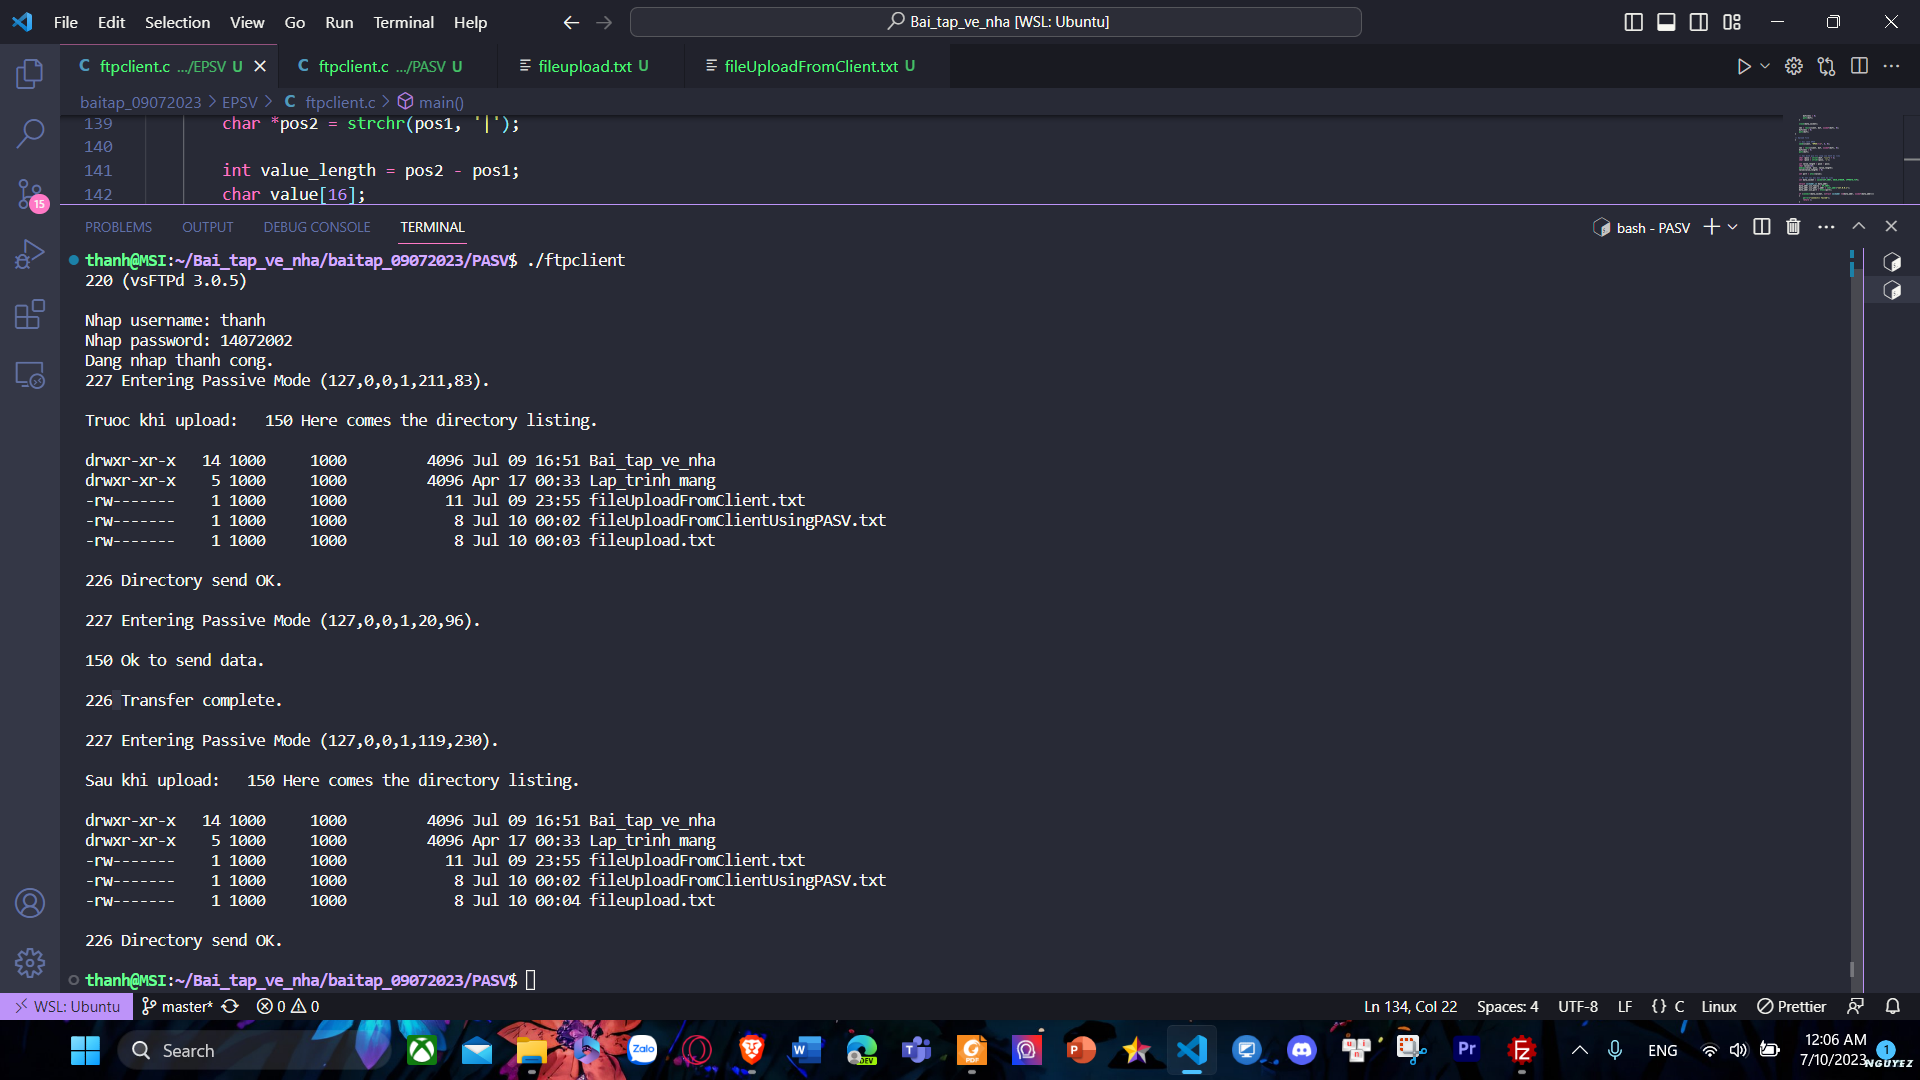 File Edit Selection View Go Run Terminal Help
Bai_tap_ve_nha [WSL: Ubuntu]
ftpclient.c .../EPSV U
ftpclient.c .../PASV U
fileupload.txt U
fileUploadFromClient.txt U
baitap_09072023 > EPSV > C ftpclient.c > main()
139 char *pos2 = strchr(pos1, '|');
140
141 int value_length = pos2 - pos1;
142 char value[16];
15
PROBLEMS OUTPUT DEBUG CONSOLE TERMINAL
bash - PASV
thanh@MSI:~/Bai_tap_ve_nha/baitap_09072023/PASV$ ./ftpclient
220 (vsFTPd 3.0.5)
Nhap username: thanh
Nhap password: 14072002
Dang nhap thanh cong.
227 Entering Passive Mode (127,0,0,1,211,83).
Truoc khi upload:   150 Here comes the directory listing.
drwxr-xr-x   14 1000     1000         4096 Jul 09 16:51 Bai_tap_ve_nha
drwxr-xr-x    5 1000     1000         4096 Apr 17 00:33 Lap_trinh_mang
-rw-------    1 1000     1000           11 Jul 09 23:55 fileUploadFromClient.txt
-rw-------    1 1000     1000            8 Jul 10 00:02 fileUploadFromClientUsingPASV.txt
-rw-------    1 1000     1000            8 Jul 10 00:03 fileupload.txt
226 Directory send OK.
227 Entering Passive Mode (127,0,0,1,20,96).
150 Ok to send data.
226 Transfer complete.
227 Entering Passive Mode (127,0,0,1,119,230).
Sau khi upload:   150 Here comes the directory listing.
drwxr-xr-x   14 1000     1000         4096 Jul 09 16:51 Bai_tap_ve_nha
drwxr-xr-x    5 1000     1000         4096 Apr 17 00:33 Lap_trinh_mang
-rw-------    1 1000     1000           11 Jul 09 23:55 fileUploadFromClient.txt
-rw-------    1 1000     1000            8 Jul 10 00:02 fileUploadFromClientUsingPASV.txt
-rw-------    1 1000     1000            8 Jul 10 00:04 fileupload.txt
226 Directory send OK.
thanh@MSI:~/Bai_tap_ve_nha/baitap_09072023/PASV$
WSL: Ubuntu master* 0 0 Ln 134, Col 22 Spaces: 4 UTF-8 LF {} C Linux Prettier
Search
Zalo
DEV
PDF
Pr
ENG
12:06 AM
7/10/2023
1
NGUYEZ